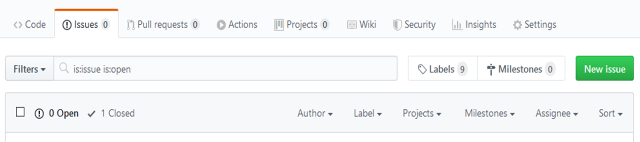 Code Issues 0 Pull requests 0 Actions Projects 0 Wiki Security Insights Settings
Filters is:issue is:open Labels 9 Milestones 0 New issue
0 Open 1 Closed Author Label Projects Milestones Assignee Sort